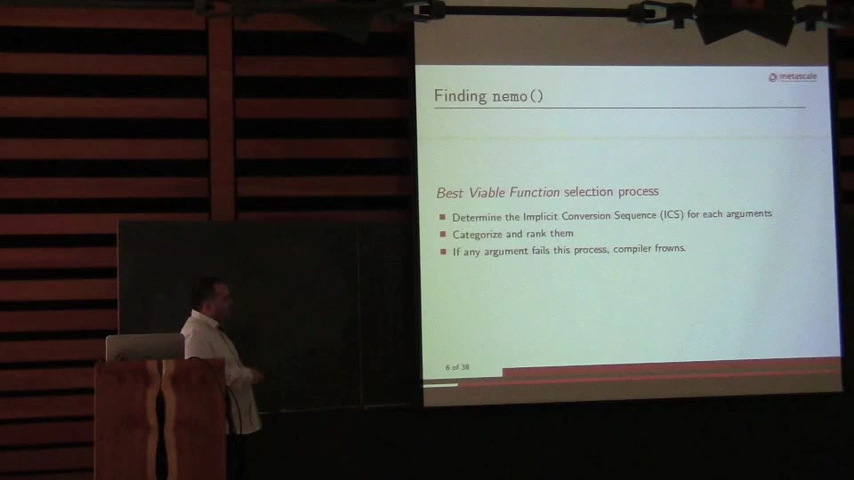 metascale
Finding nemo()
Best Viable Function selection process
Determine the Implicit Conversion Sequence (ICS) for each arguments
Categorize and rank them
If any argument fails this process, compiler frowns.
6 of 38